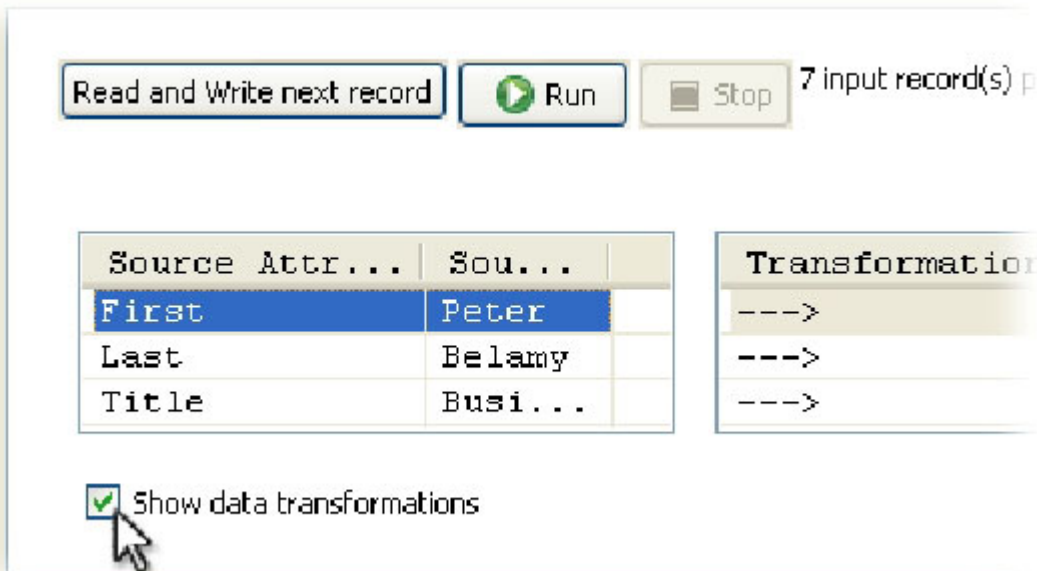 Read and Write next record Run Stop 7 input record(s)
Source Attr... Sou... Transformation
First Peter --->
Last Belamy --->
Title Busi... --->
Show data transformations